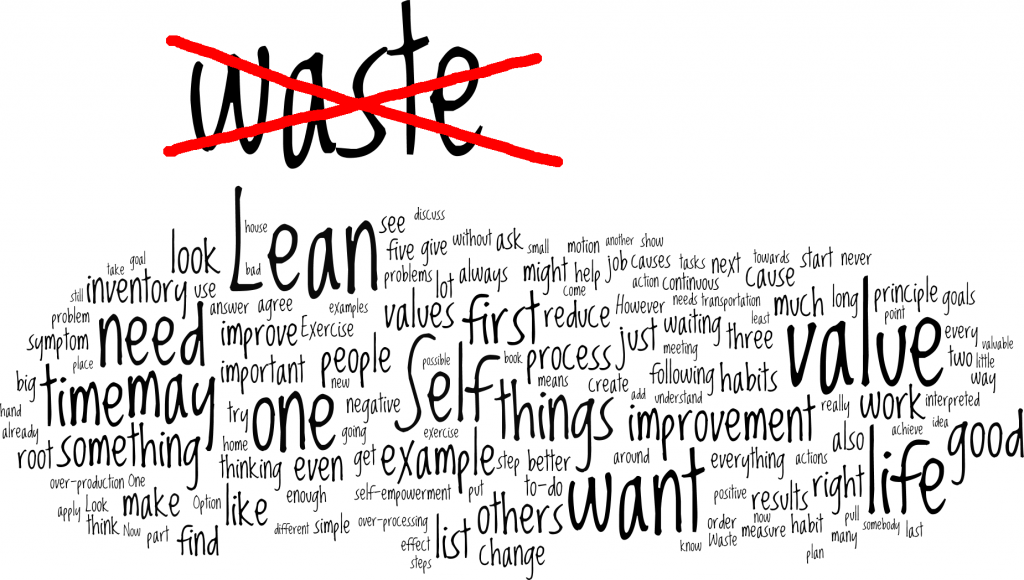 waste
Lean see discuss
house
look five give without ask small motion another show
bad
take goal problems lot always might help job causes tasks next towards start never
still inventory use come action continuous cause
answer agree examples values first reduce However needs transportation much long principle goals
problem need improve Exercise just waiting least point
symptom three value every
place important people Self possible book process meeting two valuable
big timemay new means create following habits little
way
hand try one negative things add understand really work interpreted
already going exercise improvement achieve idea
root something home thinking even get example step better around everything actions also life good
over-production One
apply Look make Option like enough self-empowerment put to-do want positive results right
think Now part different simple over-processing list others order now habit pull somebody last
find effect change know Waste measure many
steps plan